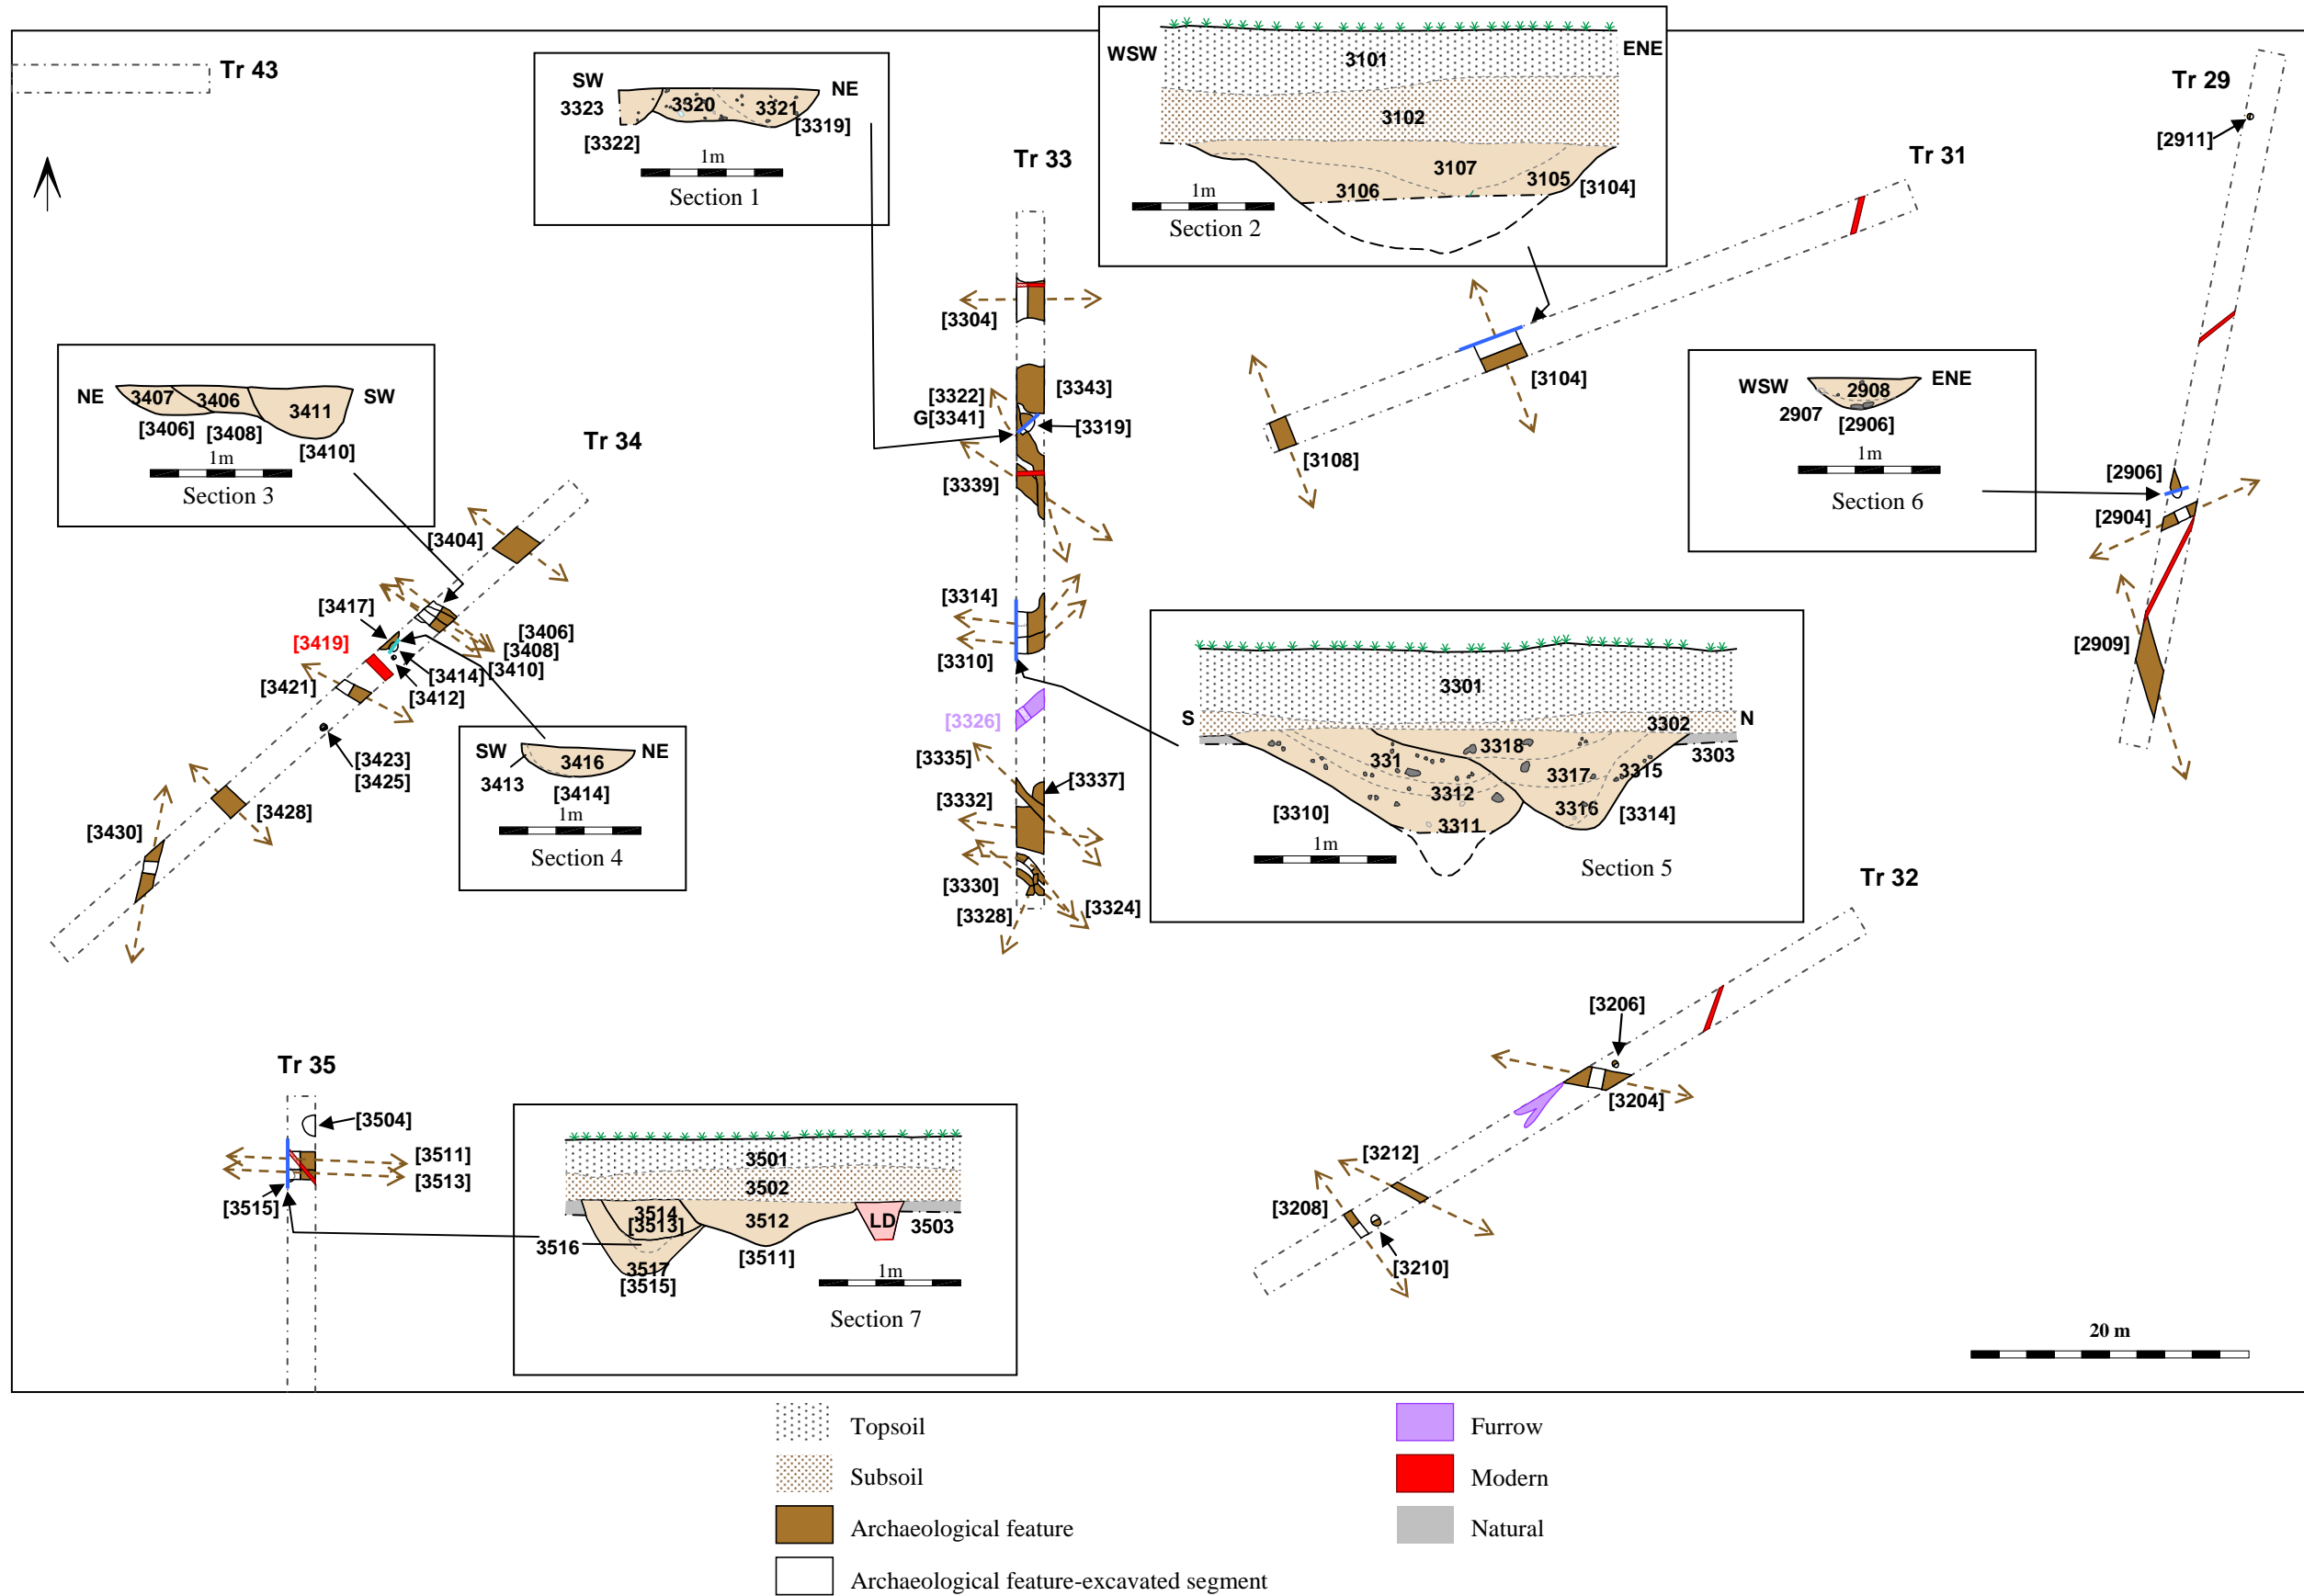 Tr 43
SW
3323
3320
3321
NE
[3319]
[3322]
1m
Section 1
WSW
ENE
3101
3102
3107
3106
3105
[3104]
1m
Section 2
Tr 29
[2911]
Tr 33
Tr 31
[3304]
[3322]
G[3341]
[3343]
[3319]
[3339]
[3104]
[3108]
NE
3407
3406
3411
SW
[3406]
[3408]
[3410]
1m
Section 3
Tr 34
WSW
2908
ENE
2907
[2906]
1m
Section 6
[2906]
[2904]
[2909]
[3404]
[3417]
[3419]
[3406]
[3408]
[3410]
[3414]
[3412]
[3421]
[3423]
[3425]
[3428]
[3430]
SW
3416
NE
3413
[3414]
1m
Section 4
[3314]
[3310]
[3326]
[3335]
[3337]
[3332]
[3330]
[3328]
[3324]
3301
S
3302
N
3318
3303
331
3317
3315
3312
3316
[3310]
3311
[3314]
1m
Section 5
Tr 32
[3206]
[3204]
[3212]
[3208]
[3210]
Tr 35
[3504]
[3511]
[3513]
[3515]
3501
3502
3514
[3513]
3512
LD
3503
3516
[3511]
3517
[3515]
1m
Section 7
20 m
Topsoil
Subsoil
Archaeological feature
Archaeological feature-excavated segment
Furrow
Modern
Natural